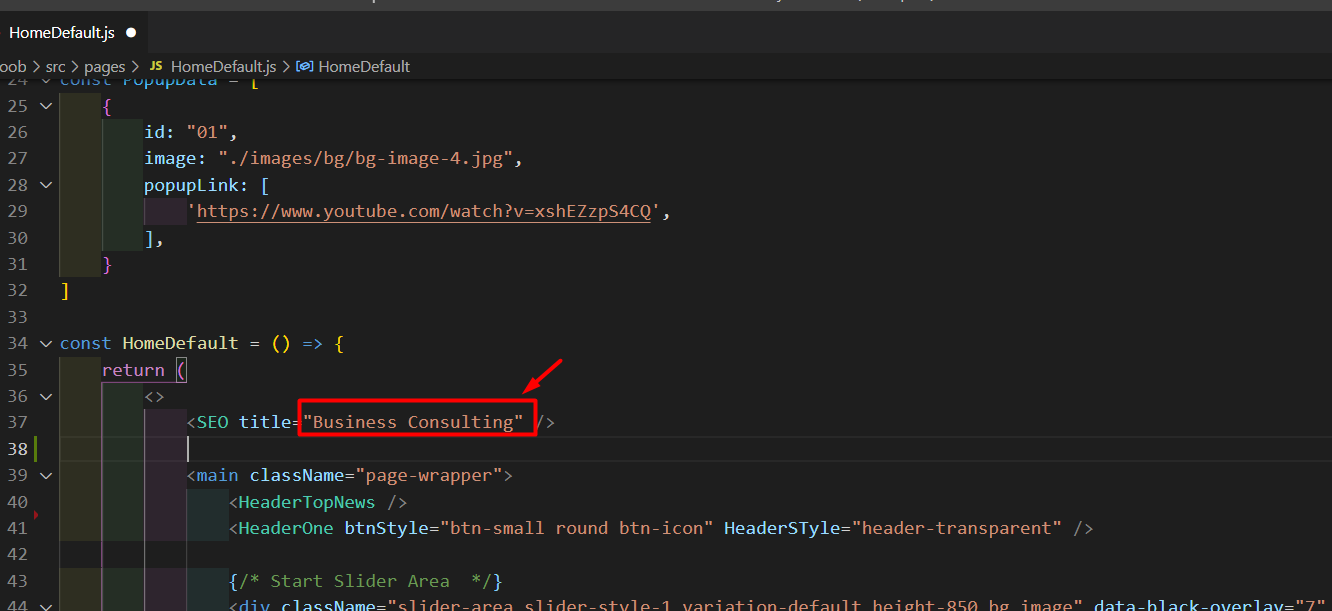 HomeDefault.js
oob > src > pages > JS HomeDefault.js > HomeDefault
24 const PopupData = [
25 {
26 id: "01",
27 image: "./images/bg/bg-image-4.jpg",
28 popupLink: [
29 'https://www.youtube.com/watch?v=xshEZzpS4CQ',
30 ],
31 }
32 ]
33
34 const HomeDefault = () => {
35 return (
36 <>
37 <SEO title="Business Consulting" />
38
39 <main className="page-wrapper">
40 <HeaderTopNews />
41 <HeaderOne btnStyle="btn-small round btn-icon" HeaderSTyle="header-transparent" />
42
43 {/* Start Slider Area  */}
44 <div className="slider-area slider-style-1 variation-default height-850 bg_image" data-black-overlay="7"